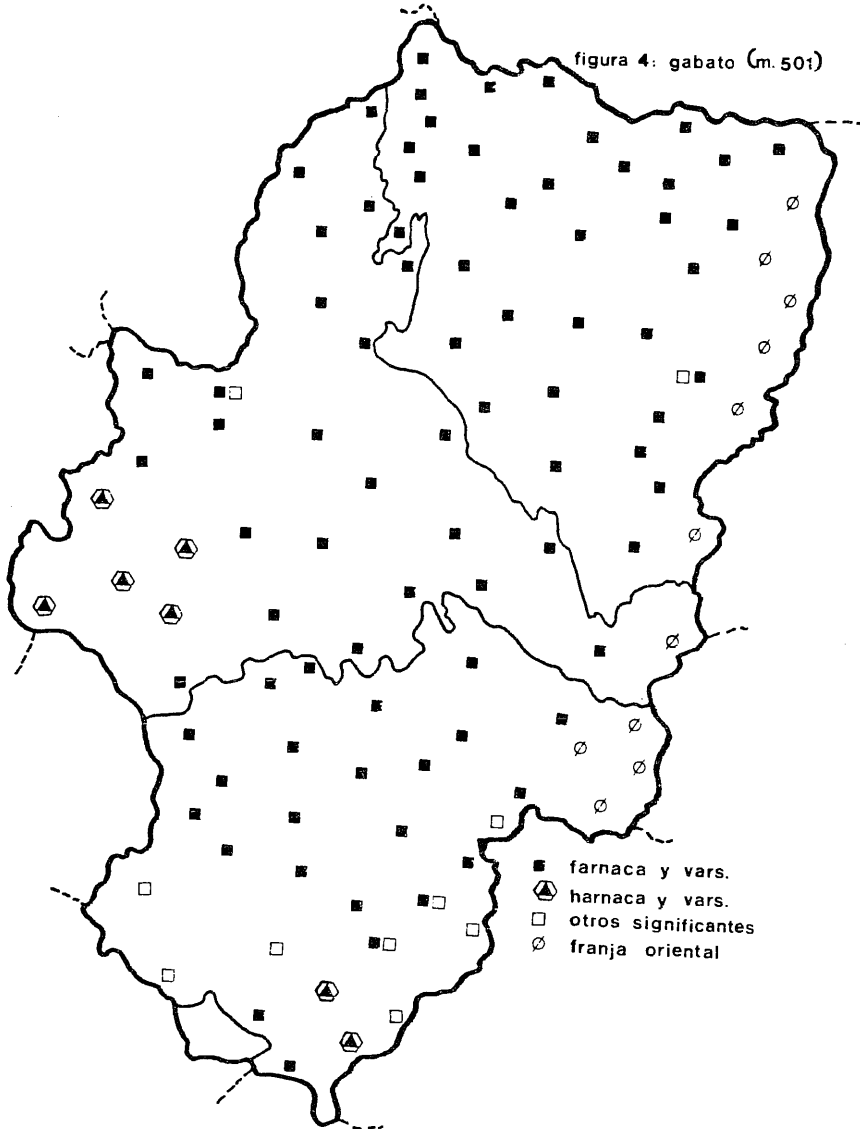 figura 4: gabato (m. 501)
farnaca y vars.
harnaca y vars.
otros significantes
franja oriental